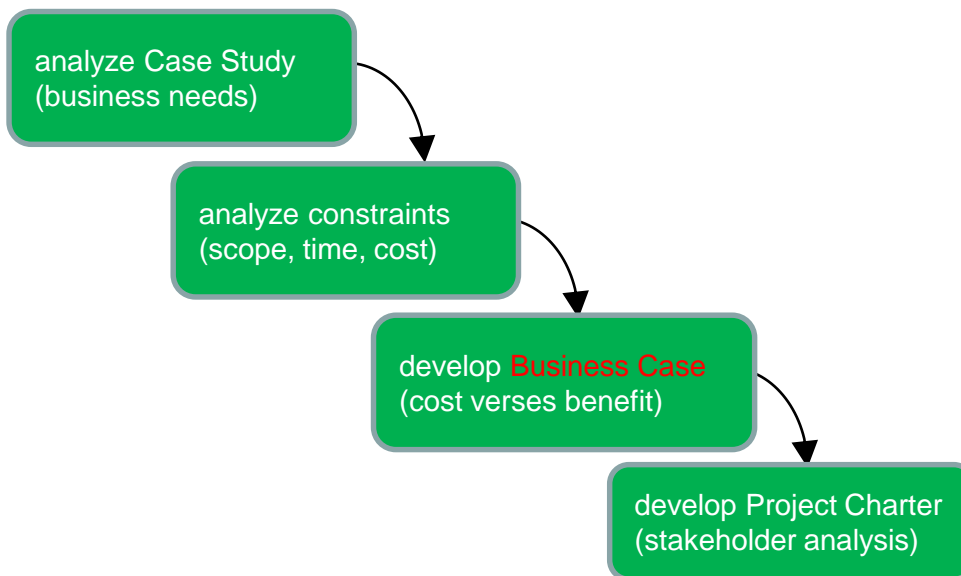 analyze Case Study
(business needs)
analyze constraints
(scope, time, cost)
develop Business Case
(cost verses benefit)
develop Project Charter
(stakeholder analysis)